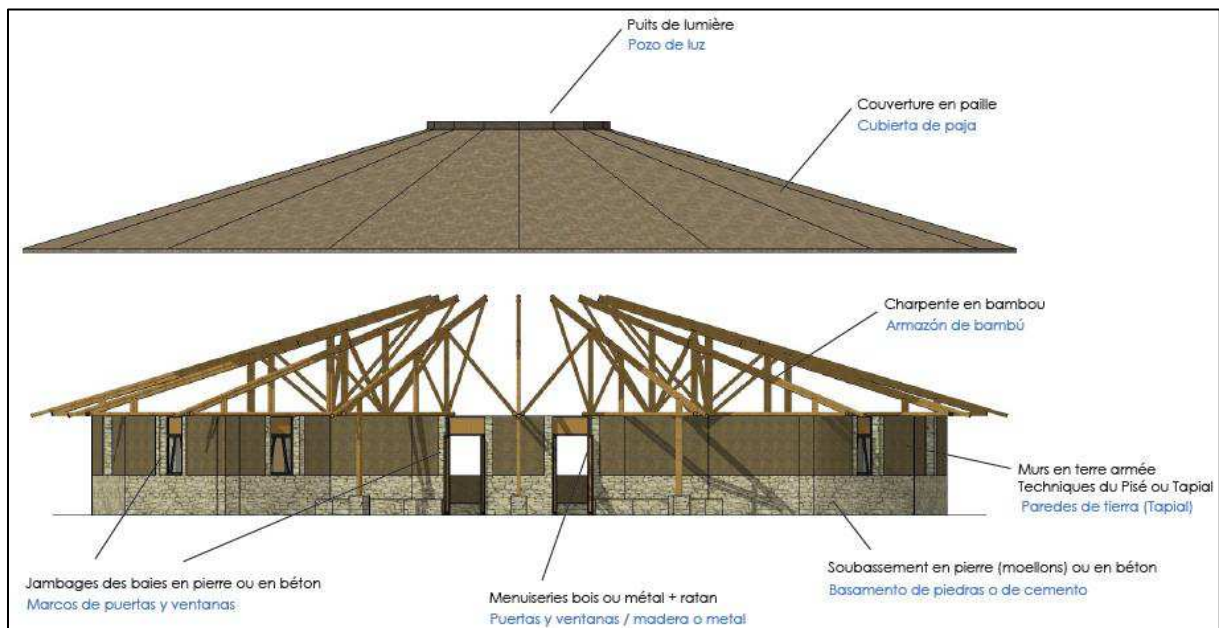 Puits de lumière
Pozo de luz
Couverture en paille
Cubierta de paja
Charpente en bambou
Armazón de bambú
Murs en terre armée
Techniques du Pisé ou Tapial
Paredes de tierra (Tapial)
Jambages des baies en pierre ou en béton
Marcos de puertas y ventanas
Menuiseries bois ou métal + ratan
Puertas y ventanas / madera o metal
Soubassement en pierre (moellons) ou en béton
Basamento de piedras o de cemento